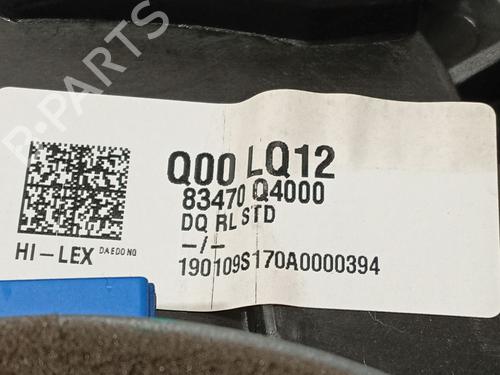 B-PARTS
Q00 LQ12
83470 Q4000
DQ RL STD
-/-
HI-LEX DAEDONG
190109S170A0000394